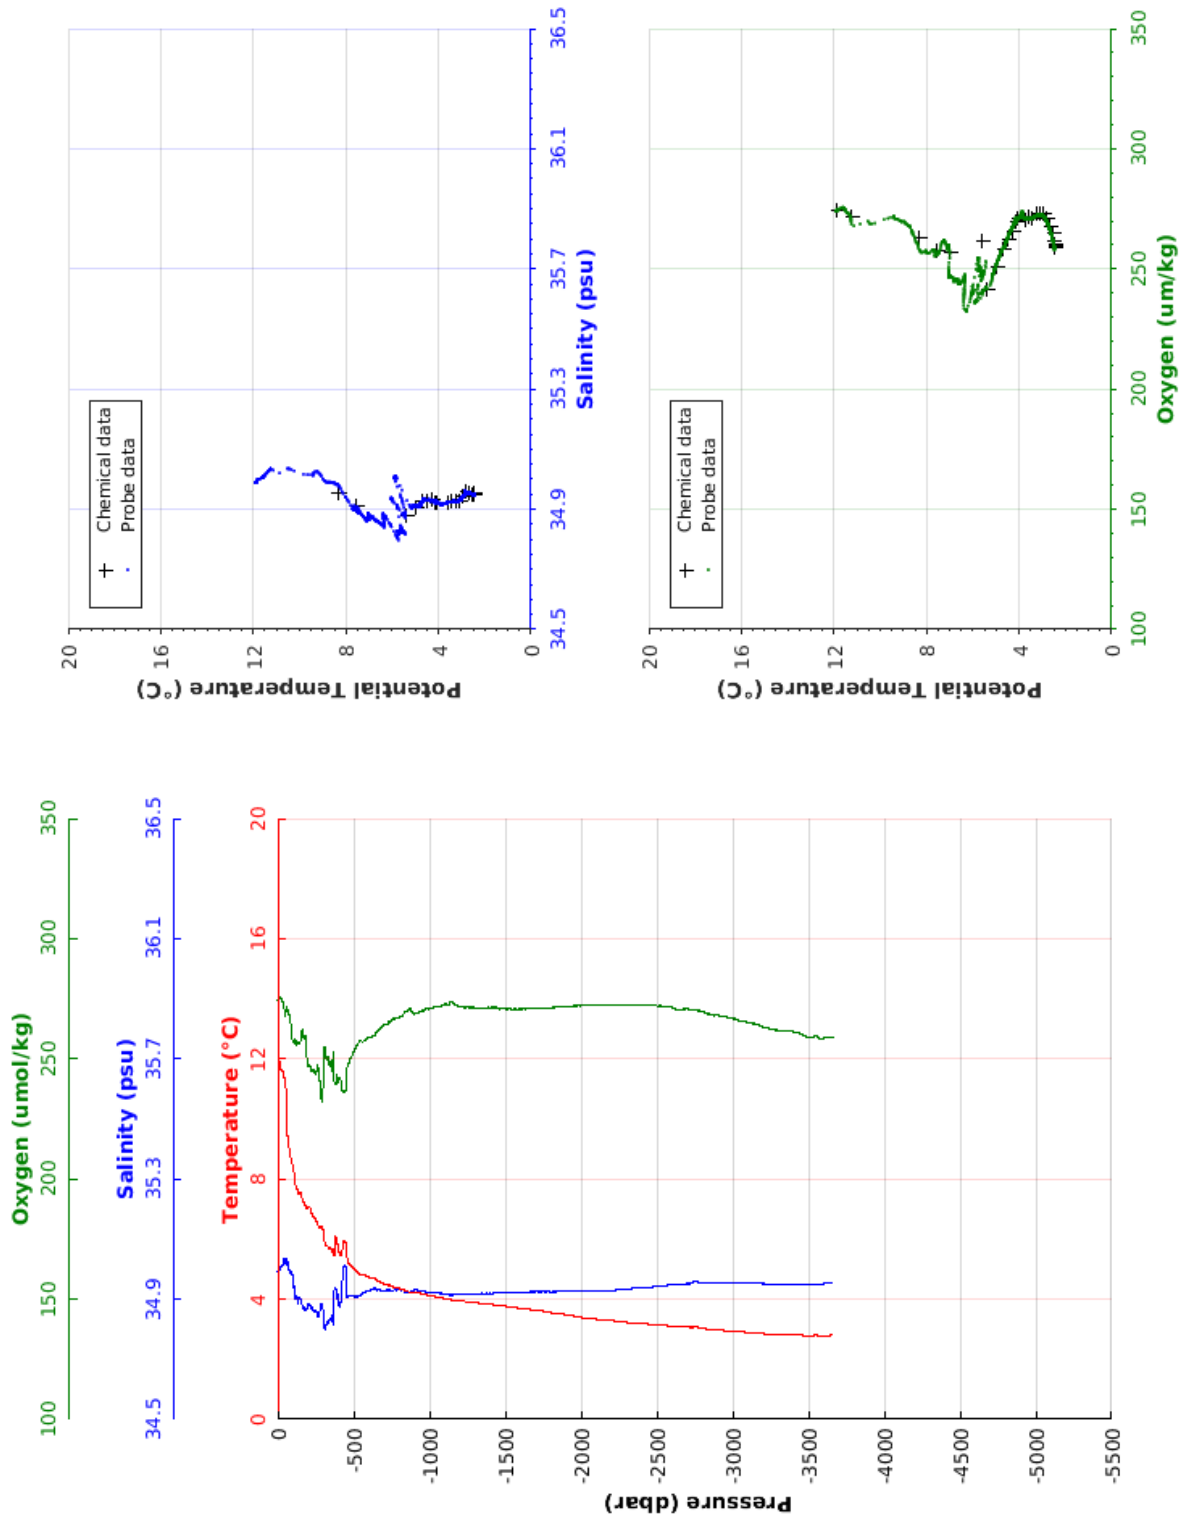 Oxygen (umol/kg)
100 150 200 250 300 350
Salinity (psu)
34.5 34.9 35.3 35.7 36.1 36.5
Temperature (°C)
0 4 8 12 16 20
Pressure (dbar)
0
-500
-1000
-1500
-2000
-2500
-3000
-3500
-4000
-4500
-5000
-5500
Potential Temperature (°C)
20
16
12
8
4
0
Chemical data
Probe data
34.5 34.9 35.3 35.7 36.1 36.5
Salinity (psu)
Potential Temperature (°C)
20
16
12
8
4
0
Chemical data
Probe data
100 150 200 250 300 350
Oxygen (um/kg)